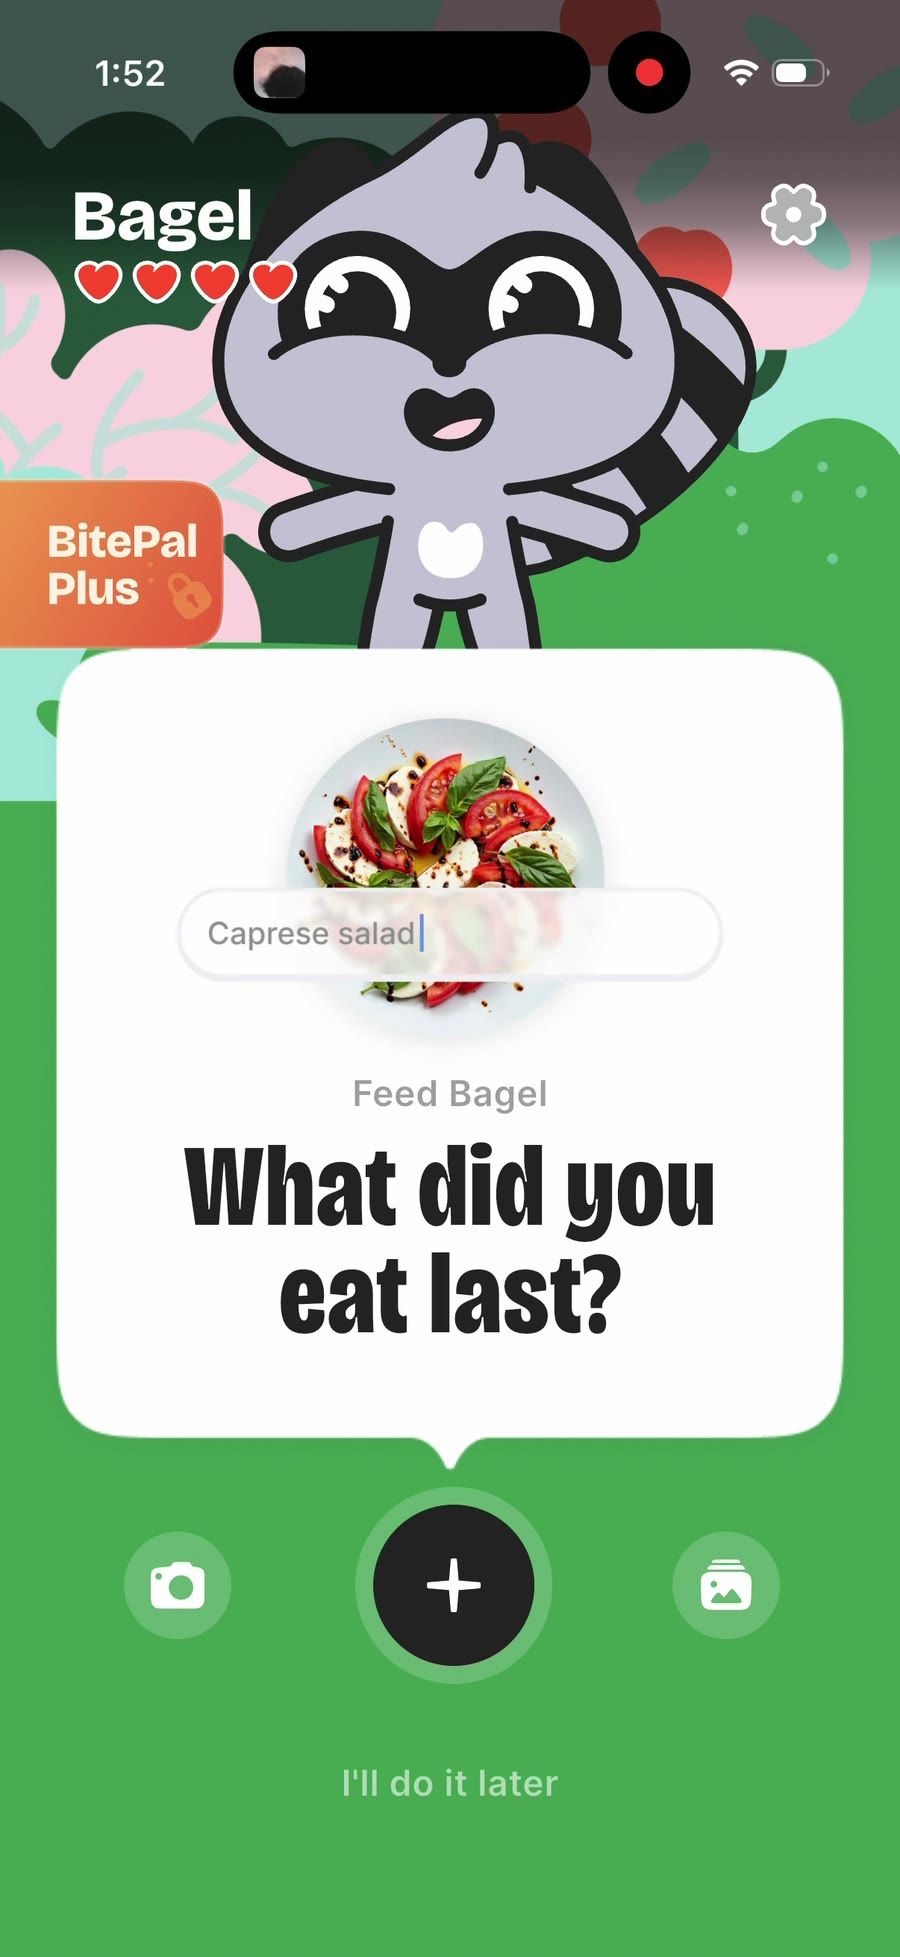 1:52
Bagel
BitePal
Plus
Caprese salad
Feed Bagel
What did you
eat last?
I'll do it later